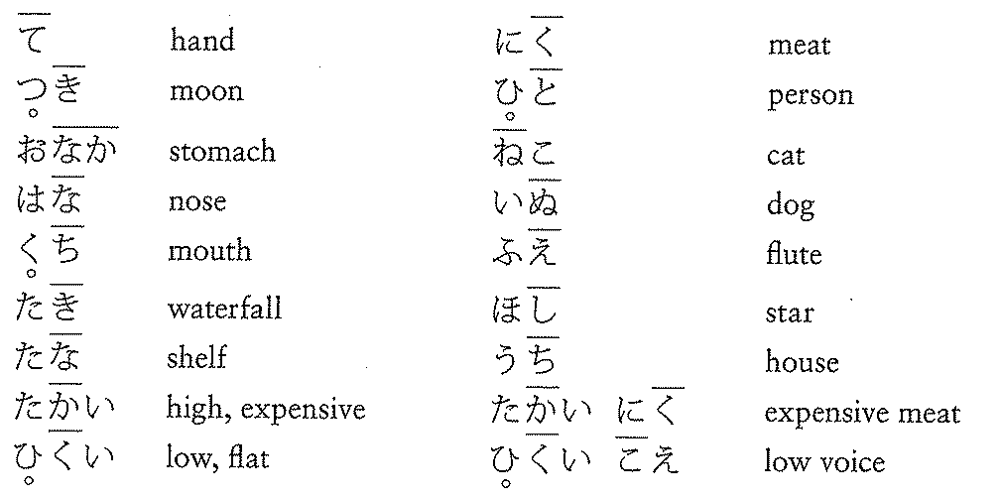 て hand
つき moon
おなか stomach
はな nose
くち mouth
たき waterfall
たな shelf
たかい high, expensive
ひくい low, flat
にく meat
ひと person
ねこ cat
いぬ dog
ふえ flute
ほし star
うち house
たかい にく expensive meat
ひくい こえ low voice